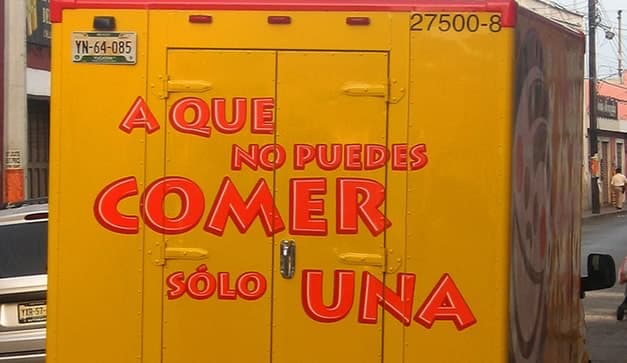 27500-8
YN-64-085
A QUE
NO PUEDES
COMER
SÓLO UNA